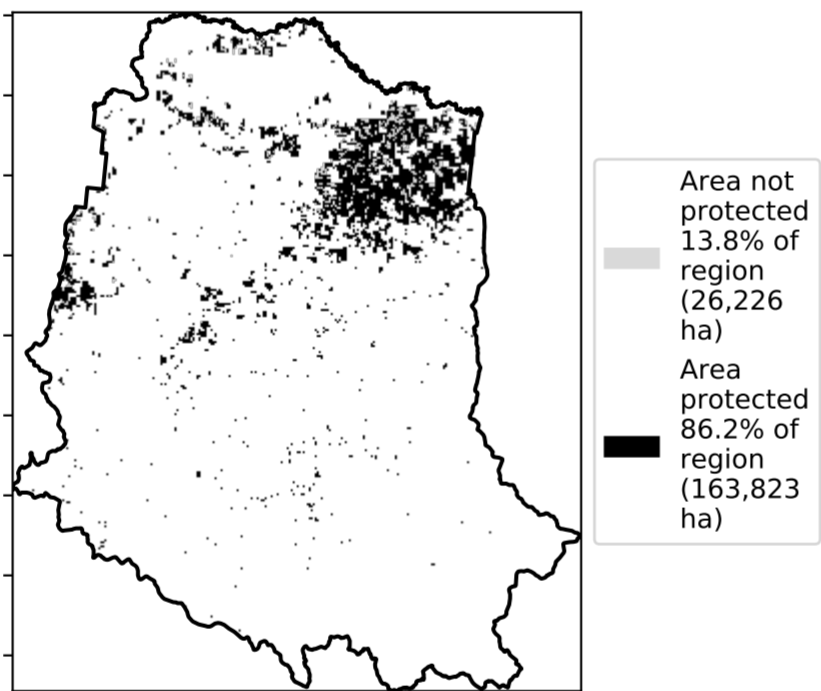 Area not
protected
13.8% of
region
(26,226
ha)
Area
protected
86.2% of
region
(163,823
ha)